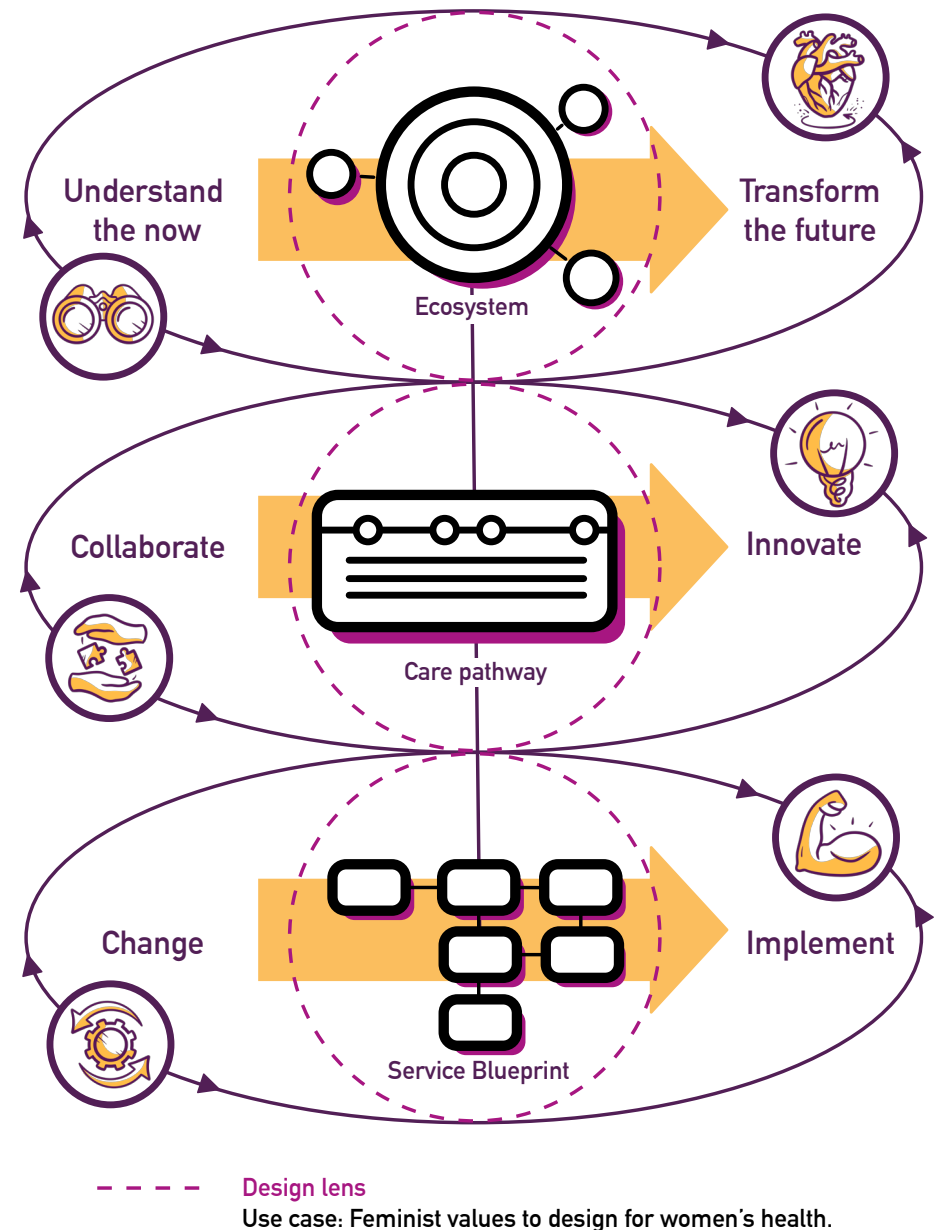 Understand
the now
Transform
the future
Ecosystem
Collaborate
Innovate
Care pathway
Change
Implement
Service Blueprint
Design lens
Use case: Feminist values to design for women's health.